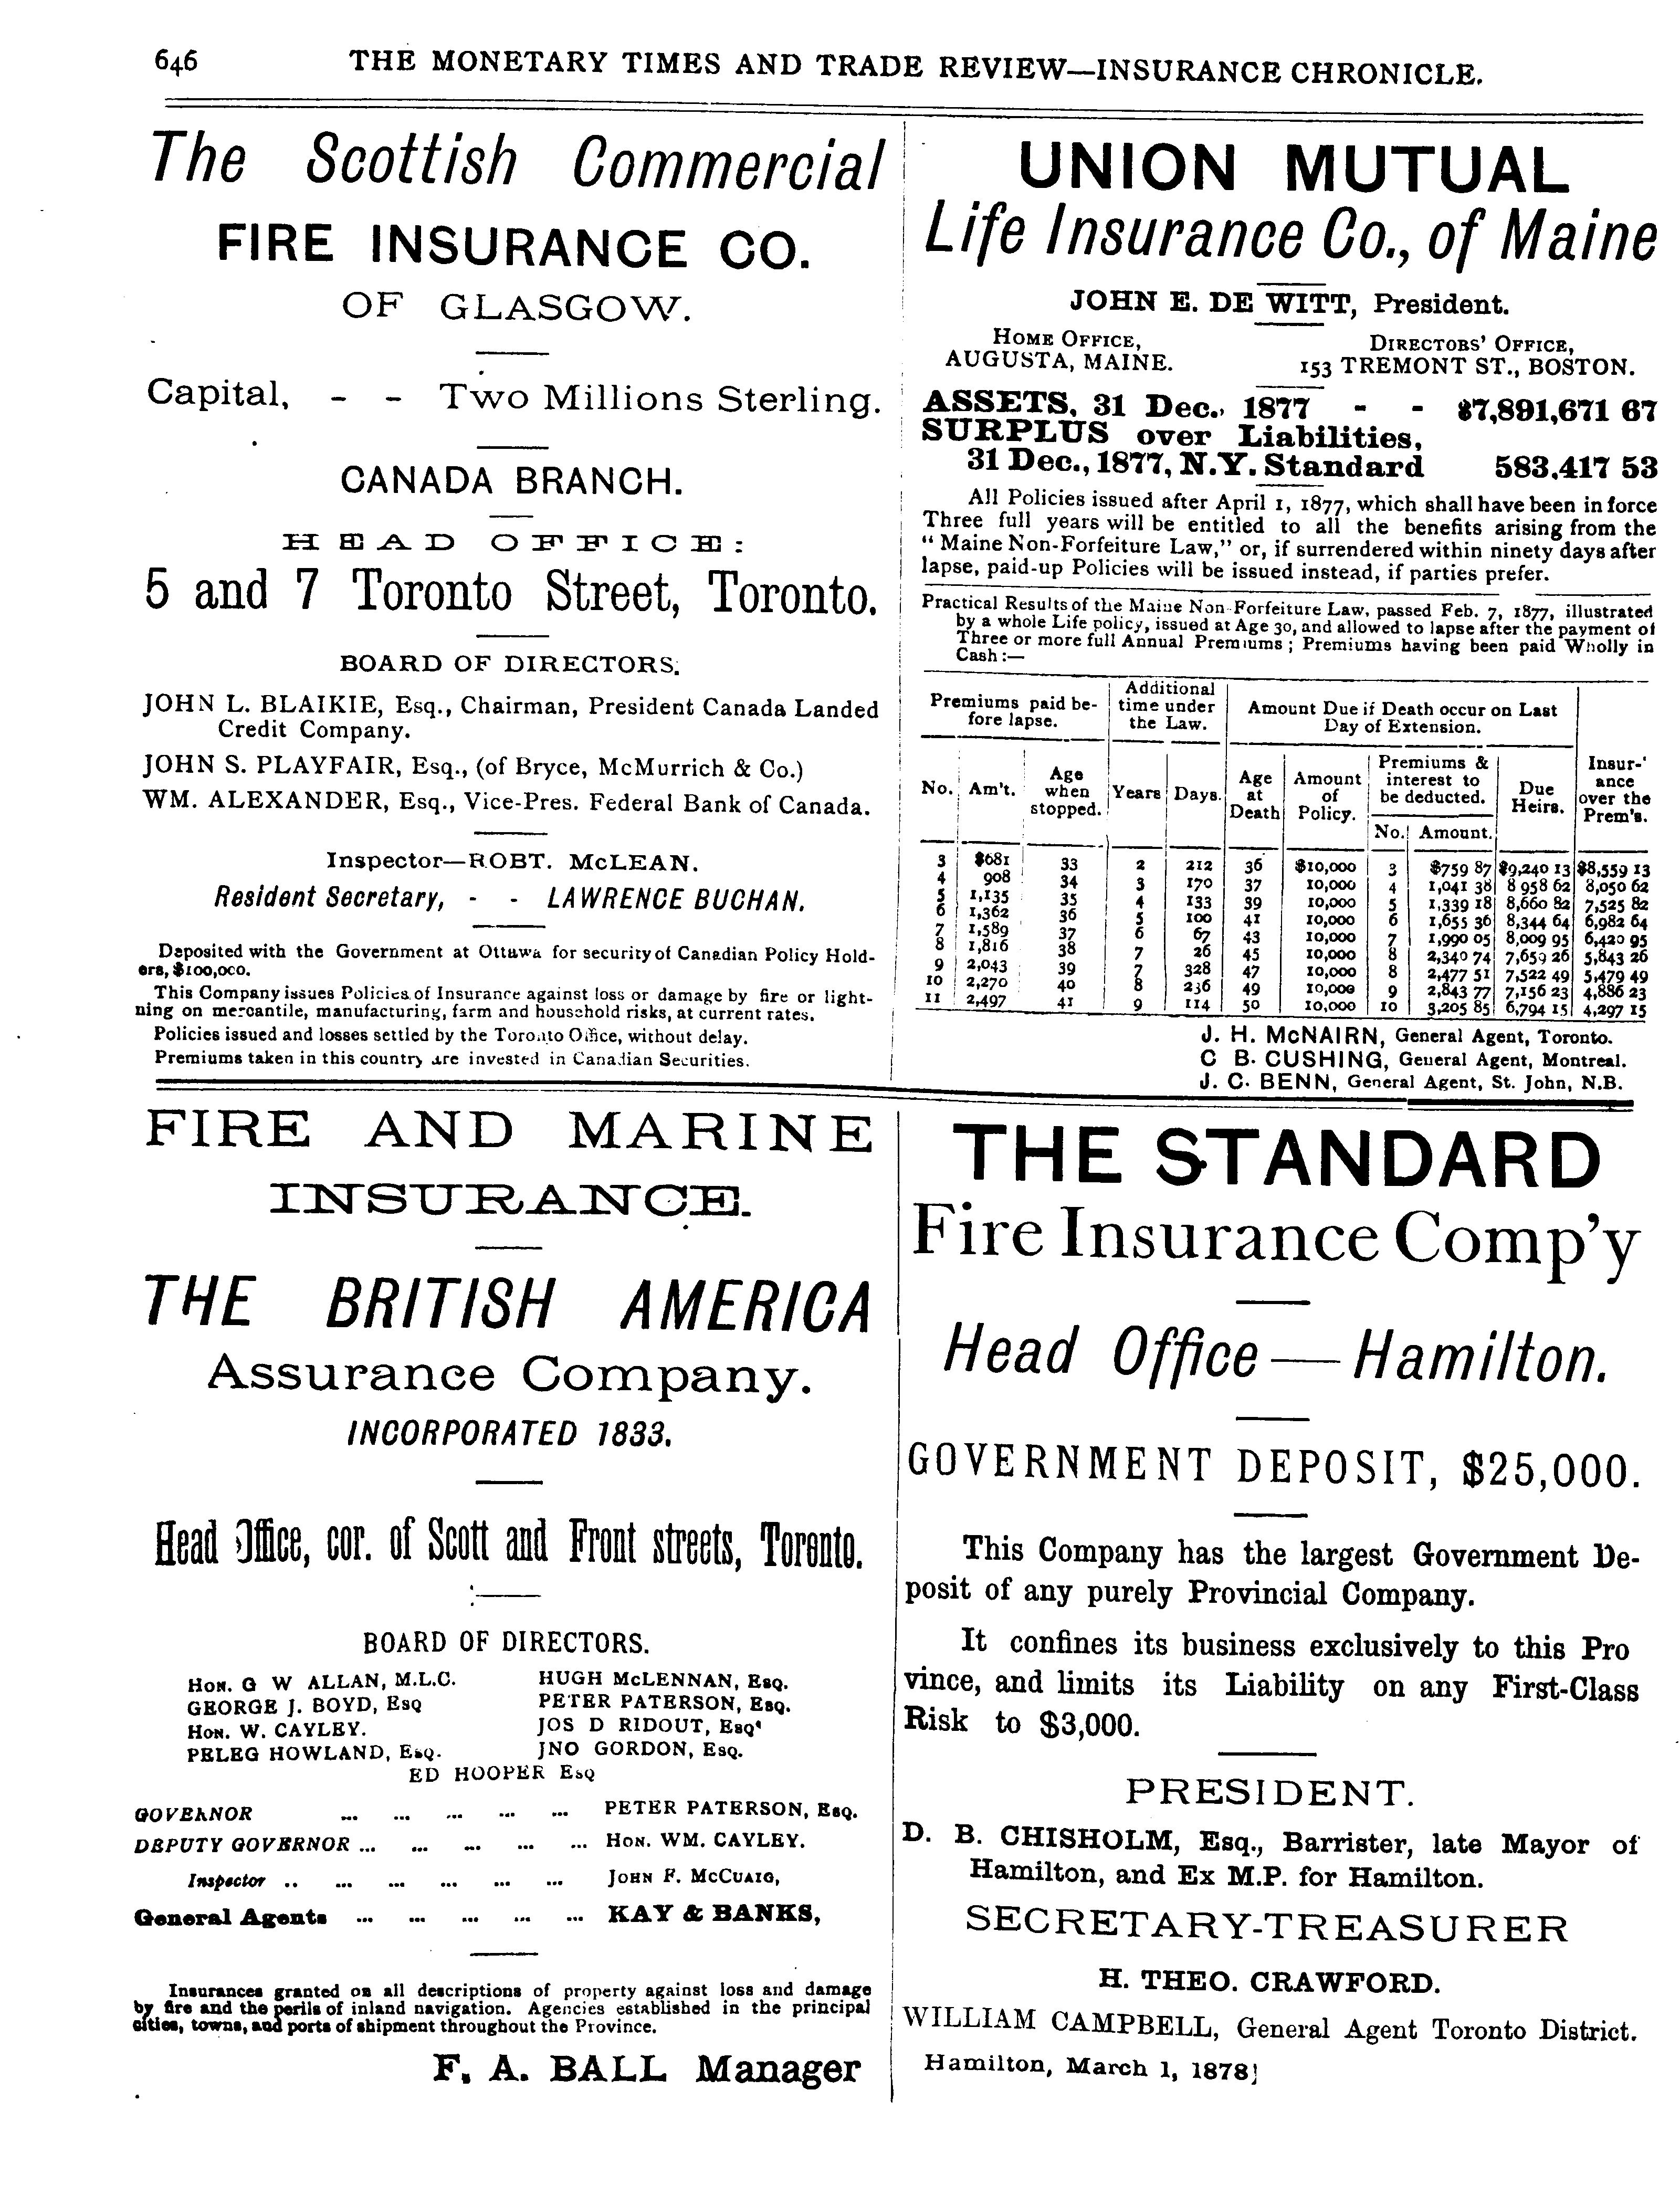 646 THE MONETARY TIMES AND TRADE REVIEW—INSURANCE CHRONICLE.
The Scottish Commercial
FIRE INSURANCE CO.
OF GLASGOW.
Capital, - - Two Millions Sterling.
CANADA BRANCH.
HEAD OFFICE:
5 and 7 Toronto Street, Toronto.
BOARD OF DIRECTORS.
JOHN L. BLAIKIE, Esq., Chairman, President Canada Landed
Credit Company.
JOHN S. PLAYFAIR, Esq., (of Bryce, McMurrich & Co.)
WM. ALEXANDER, Esq., Vice-Pres. Federal Bank of Canada.
Inspector—ROBT. McLEAN.
Resident Secretary, - - LAWRENCE BUCHAN.
Deposited with the Government at Ottawa for security of Canadian Policy Hold-
ers, $100,000.
This Company issues Policies of Insurance against loss or damage by fire or light-
ning on mercantile, manufacturing, farm and household risks, at current rates.
Policies issued and losses settled by the Toronto Office, without delay.
Premiums taken in this country are invested in Canadian Securities.
UNION MUTUAL
Life Insurance Co., of Maine
JOHN E. DE WITT, President.
HOME OFFICE,
AUGUSTA, MAINE.
DIRECTORS' OFFICE,
153 TREMONT ST., BOSTON.
ASSETS, 31 Dec., 1877 - - $7,891,671 67
SURPLUS over Liabilities,
31 Dec., 1877, N.Y. Standard 583,417 53
All Policies issued after April 1, 1877, which shall have been in force
Three full years will be entitled to all the benefits arising from the
" Maine Non-Forfeiture Law," or, if surrendered within ninety days after
lapse, paid-up Policies will be issued instead, if parties prefer.
Practical Results of the Maine Non-Forfeiture Law, passed Feb. 7, 1877, illustrated
by a whole Life policy, issued at Age 30, and allowed to lapse after the payment of
Three or more full Annual Premiums ; Premiums having been paid Wholly in
Cash :—
Premiums paid be-
fore lapse.
Additional
time under
the Law.
Amount Due if Death occur on Last
Day of Extension.
No. Am't. Age
when
stopped.
Years Days.
Age
at
Death
Amount
of
Policy.
Premiums &
interest to
be deducted.
No. Amount.
Due
Heirs.
Insur-'
ance
over the
Prem's.
3 $681 33 2 212 36 $10,000 3 $759 87 $9,240 13 $8,559 13
4 908 34 3 170 37 10,000 4 1,041 38 8 958 62 8,050 62
5 1,135 35 4 133 39 10,000 5 1,339 18 8,660 82 7,525 82
6 1,362 36 5 100 41 10,000 6 1,655 36 8,344 64 6,982 64
7 1,589 37 6 67 43 10,000 7 1,990 05 8,009 95 6,420 95
8 1,816 38 7 26 45 10,000 8 2,340 74 7,659 26 5,843 26
9 2,043 39 7 328 47 10,000 8 2,477 51 7,522 49 5,479 49
10 2,270 40 8 236 49 10,000 9 2,843 77 7,156 23 4,886 23
11 2,497 41 9 114 50 10,000 10 3,205 85 6,794 15 4,297 15
J. H. McNAIRN, General Agent, Toronto.
C B. CUSHING, General Agent, Montreal.
J. C. BENN, General Agent, St. John, N.B.
FIRE AND MARINE
INSURANCE.
THE BRITISH AMERICA
Assurance Company.
INCORPORATED 1833.
Head Office, cor. of Scott and Front streets, Toronto.
BOARD OF DIRECTORS.
HON. G W ALLAN, M.L.C. HUGH McLENNAN, ESQ.
GEORGE J. BOYD, ESQ PETER PATERSON, ESQ.
HON. W. CAYLEY. JOS D RIDOUT, ESQ
PELEG HOWLAND, ESQ. JNO GORDON, ESQ.
ED HOOPER ESQ
GOVERNOR ... ... ... ... ... PETER PATERSON, ESQ.
DEPUTY GOVERNOR ... ... ... ... ... HON. WM. CAYLEY.
Inspector .. ... ... ... ... ... JOHN F. McCUAIG,
General Agents ... ... ... ... ... KAY & BANKS,
Insurances granted on all descriptions of property against loss and damage
by fire and the perils of inland navigation. Agencies established in the principal
cities, towns, and ports of shipment throughout the Province.
F. A. BALL Manager
THE STANDARD
Fire Insurance Comp'y
Head Office — Hamilton.
GOVERNMENT DEPOSIT, $25,000.
This Company has the largest Government De-
posit of any purely Provincial Company.
It confines its business exclusively to this Pro
vince, and limits its Liability on any First-Class
Risk to $3,000.
PRESIDENT.
D. B. CHISHOLM, Esq., Barrister, late Mayor of
Hamilton, and Ex M.P. for Hamilton.
SECRETARY-TREASURER
H. THEO. CRAWFORD.
WILLIAM CAMPBELL, General Agent Toronto District.
Hamilton, March 1, 1878